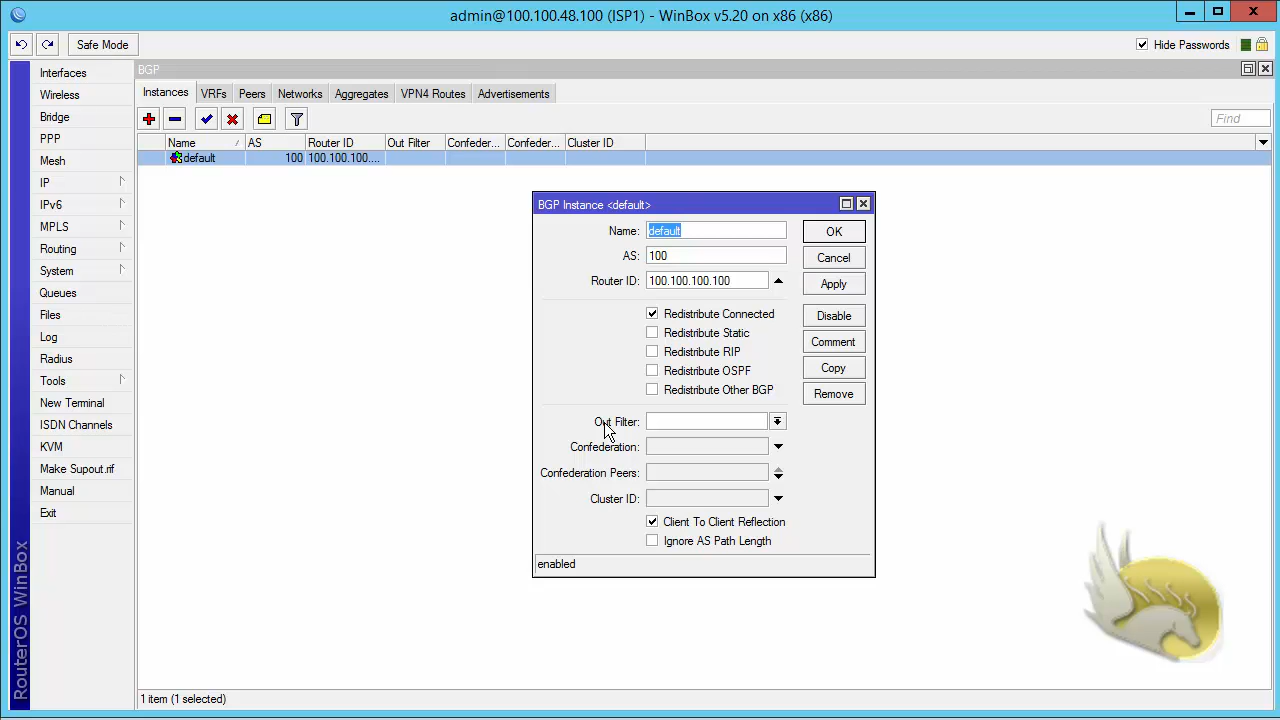 admin@100.100.48.100 (ISP1) - WinBox v5.20 on x86 (x86)
Safe Mode
Hide Passwords
Interfaces
Wireless
Bridge
PPP
Mesh
IP
IPv6
MPLS
Routing
System
Queues
Files
Log
Radius
Tools
New Terminal
ISDN Channels
KVM
Make Supout.rif
Manual
Exit
RouterOS WinBox
BGP
Instances VRFs Peers Networks Aggregates VPN4 Routes Advertisements
Find
Name AS Router ID Out Filter Confeder... Confeder... Cluster ID
default 100 100.100.100....
BGP Instance <default>
Name: default
AS: 100
Router ID: 100.100.100.100
Redistribute Connected
Redistribute Static
Redistribute RIP
Redistribute OSPF
Redistribute Other BGP
Out Filter:
Confederation:
Confederation Peers:
Cluster ID:
Client To Client Reflection
Ignore AS Path Length
enabled
OK
Cancel
Apply
Disable
Comment
Copy
Remove
1 item (1 selected)